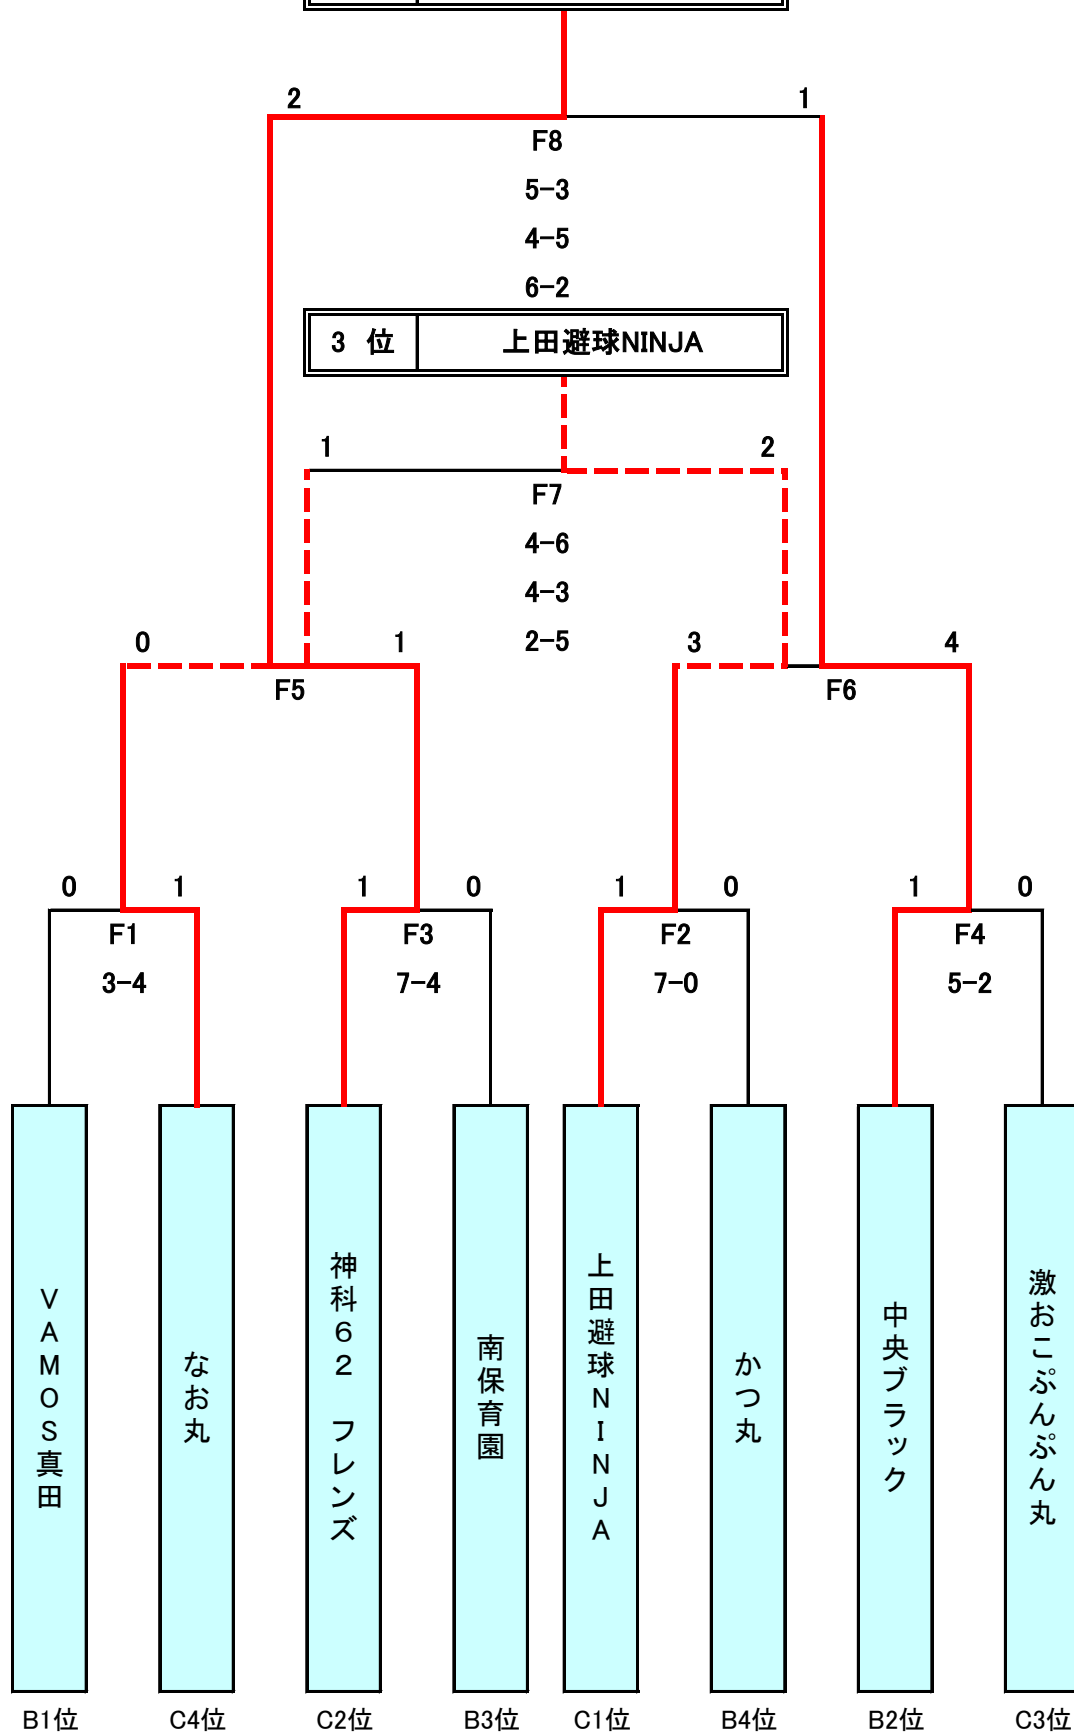 2 1
F8
5-3
4-5
6-2
3 位 上田避球NINJA
1 2
F7
4-6
4-3
2-5
0 1 3 4
F5 F6
0 1 1 0 1 0 1 0
F1 F3 F2 F4
3-4 7-4 7-0 5-2
VAMOS真田
なお丸
神科62 フレンズ
南保育園
上田避球NINJA
かつ丸
中央ブラック
激おこぷんぷん丸
B1位 C4位 C2位 B3位 C1位 B4位 B2位 C3位